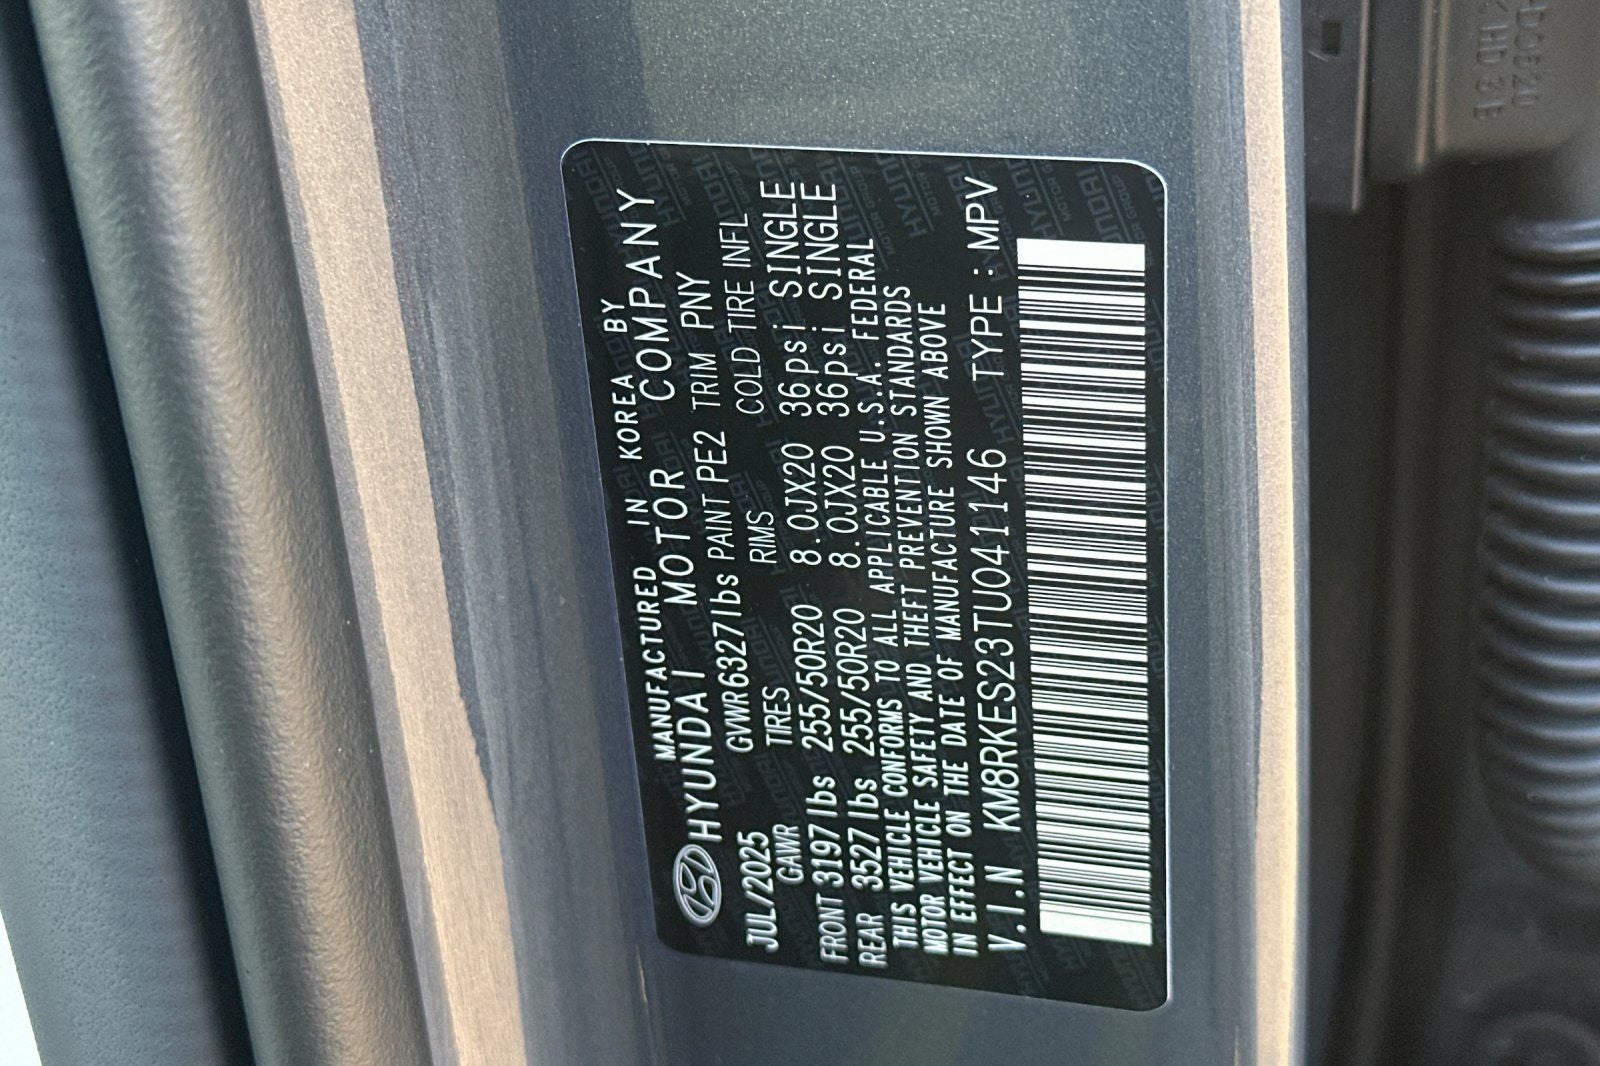 MANUFACTURED IN KOREA BY
HYUNDAI MOTOR COMPANY
JUL/2025 GVWR6327lbs PAINT PE2 TRIM PNY
GAWR TIRES RIMS COLD TIRE INFL
FRONT 3197lbs 255/50R20 8.0JX20 36psi SINGLE
REAR 3527lbs 255/50R20 8.0JX20 36psi SINGLE
THIS VEHICLE CONFORMS TO ALL APPLICABLE U.S.A. FEDERAL
MOTOR VEHICLE SAFETY AND THEFT PREVENTION STANDARDS
IN EFFECT ON THE DATE OF MANUFACTURE SHOWN ABOVE
V.I.N KM8RKES23TU041146 TYPE : MPV